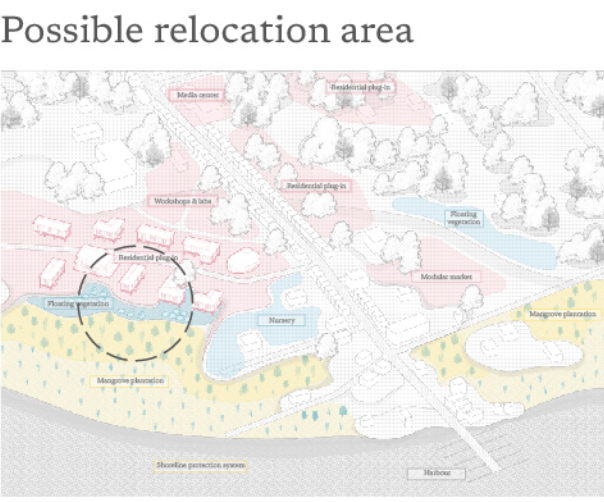 Possible relocation area
Media center
Residential plug-in
Residential plug-in
Workshops & labs
Floating
vegetation
Residential plug-in
Modular market
Floating vegetation
Nursery
Mangrove plantation
Mangrove plantation
Shoreline protection system
Harbour